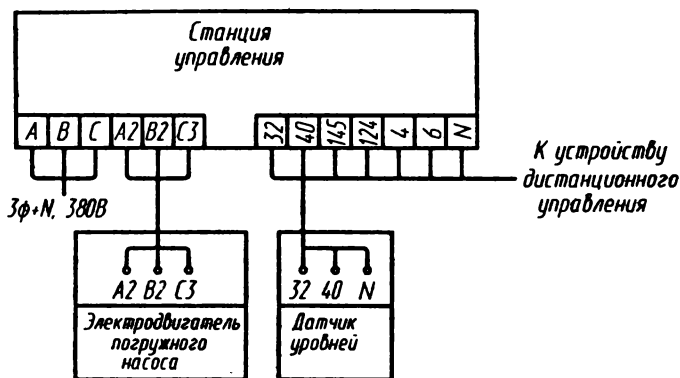 Станция
управления
A B C A2 B2 C3
32 40 145 124 4 6 N
К устройству
дистанционного
управления
3ф+N, 380В
A2 B2 C3
32 40 N
Электродвигатель
погружного
насоса
Датчик
уровней